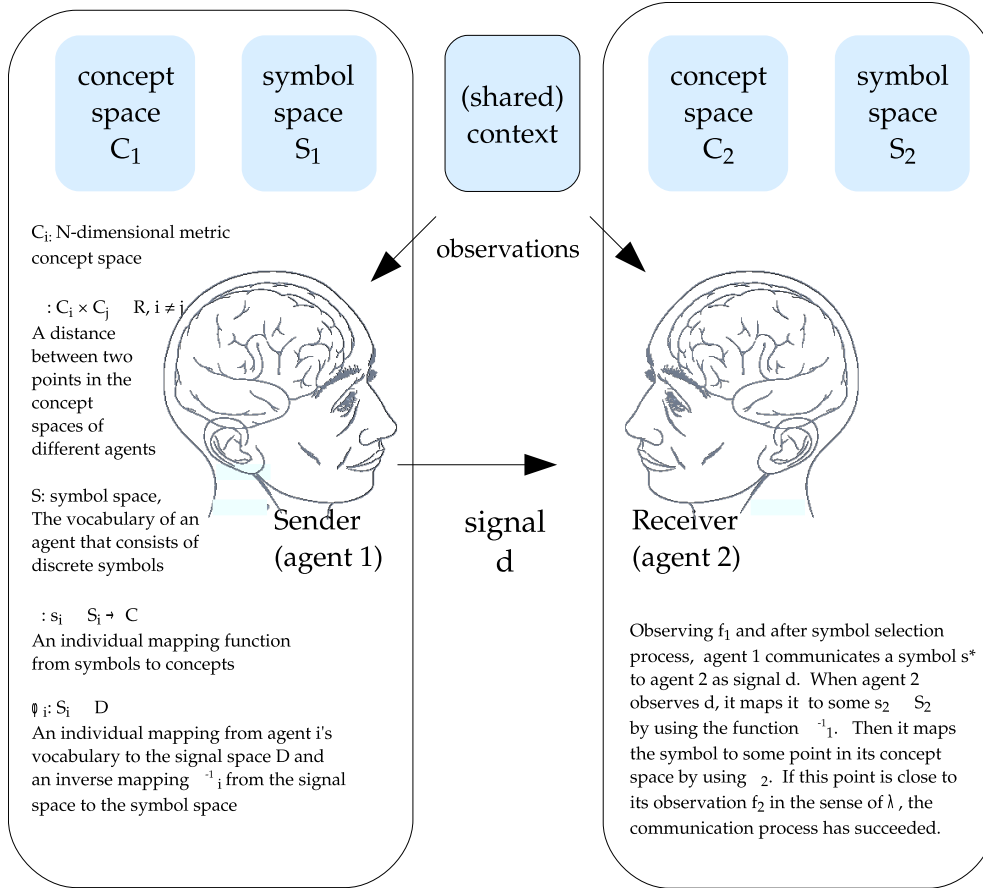 concept
space
C1
symbol
space
S1
(shared)
context
concept
space
C2
symbol
space
S2
Ci: N-dimensional metric
concept space
: Ci × Cj R, i ≠ j
A distance
between two
points in the
concept
spaces of
different agents
S: symbol space,
The vocabulary of an
agent that consists of
discrete symbols
: si Si → C
An individual mapping function
from symbols to concepts
φ i: Si D
An individual mapping from agent i's
vocabulary to the signal space D and
an inverse mapping -1 i from the signal
space to the symbol space
observations
Sender
(agent 1)
signal
d
Receiver
(agent 2)
Observing f1 and after symbol selection
process, agent 1 communicates a symbol s*
to agent 2 as signal d. When agent 2
observes d, it maps it to some s2 S2
by using the function -1 1. Then it maps
the symbol to some point in its concept
space by using 2. If this point is close to
its observation f2 in the sense of λ , the
communication process has succeeded.